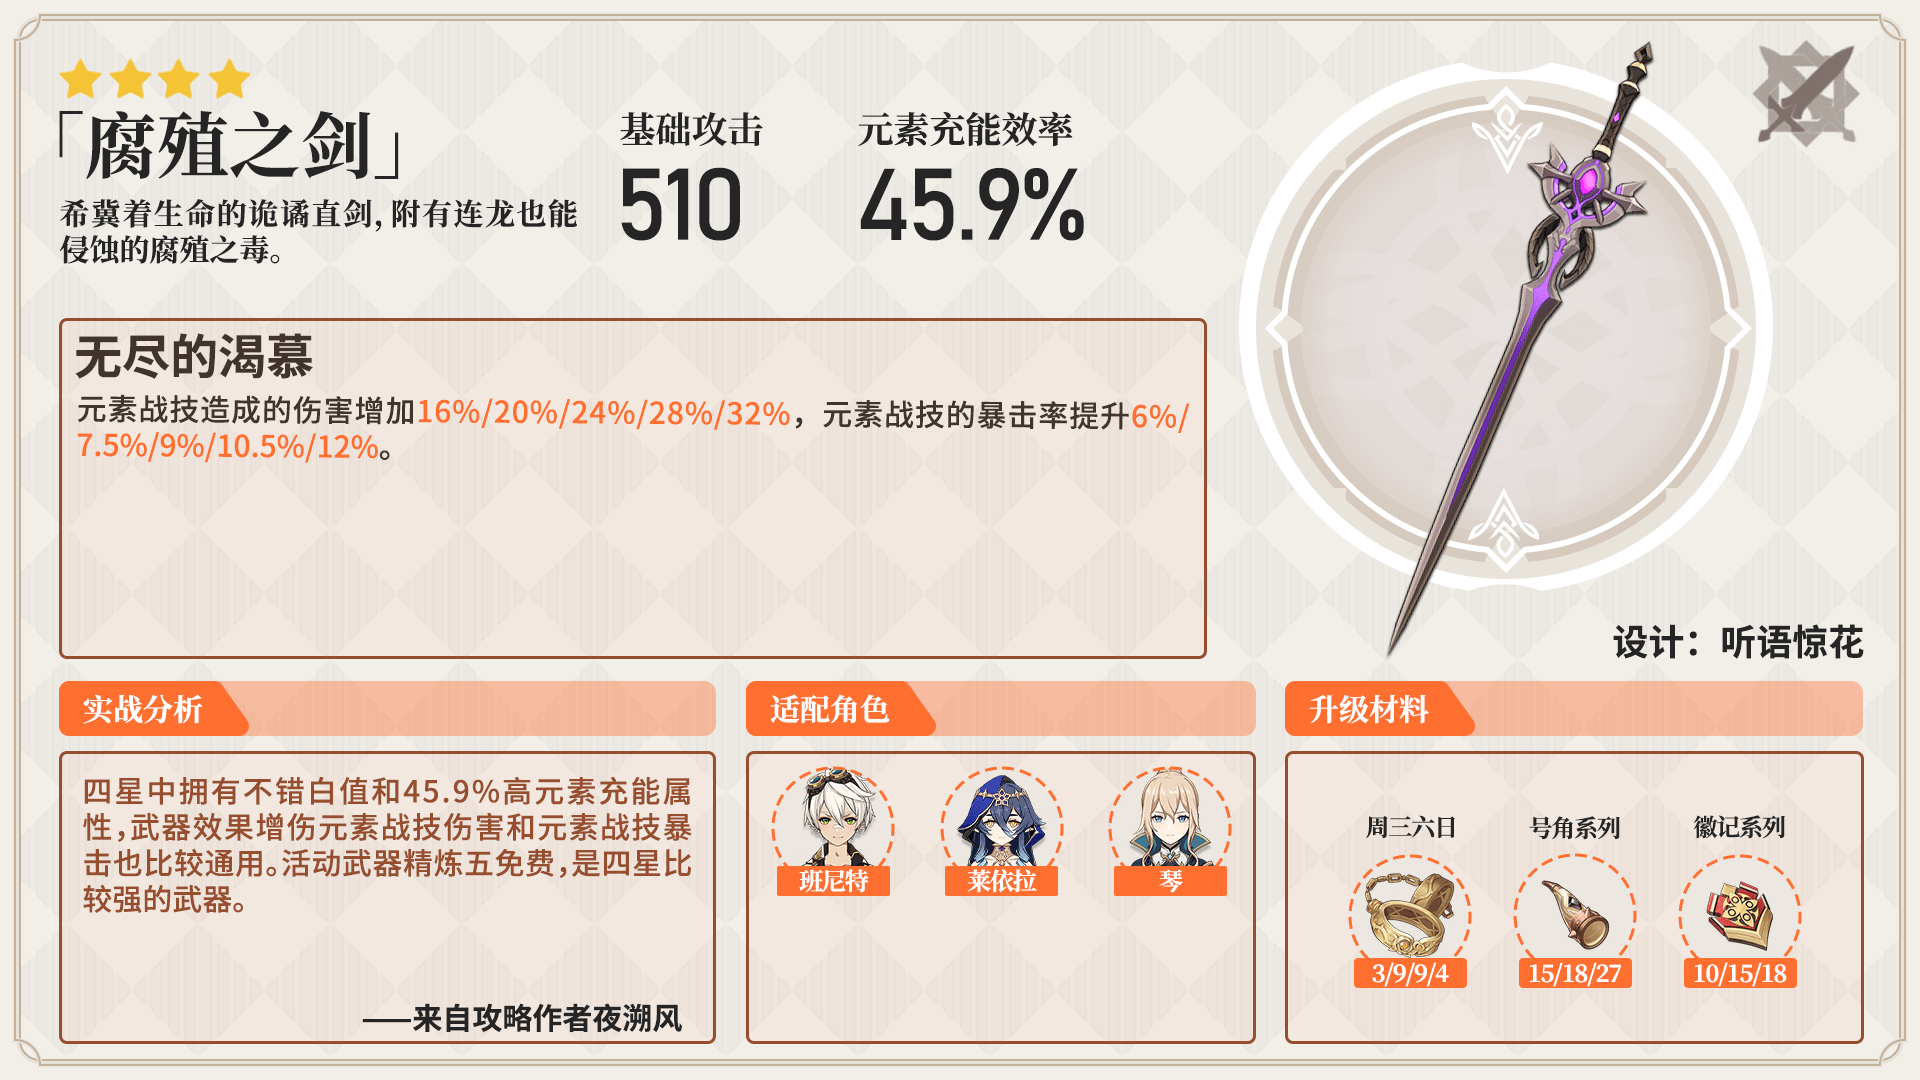 「腐殖之剑」
希冀着生命的诡谲直剑，附有连龙也能
侵蚀的腐殖之毒。
基础攻击
510
元素充能效率
45.9%
无尽的渴慕
元素战技造成的伤害增加16%/20%/24%/28%/32%，元素战技的暴击率提升6%/
7.5%/9%/10.5%/12%。
设计：听语惊花
实战分析
四星中拥有不错白值和45.9%高元素充能属
性，武器效果增伤元素战技伤害和元素战技暴
击也比较通用。活动武器精炼五免费，是四星比
较强的武器。
——来自攻略作者夜溯风
适配角色
班尼特
莱依拉
琴
升级材料
周三六日
号角系列
徽记系列
3/9/9/4
15/18/27
10/15/18